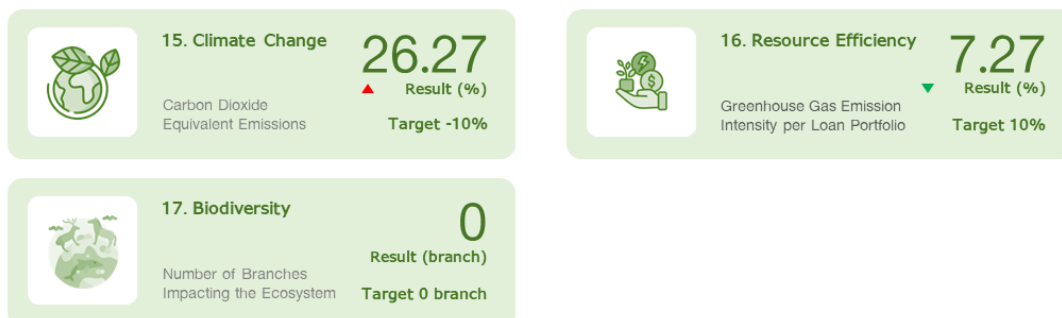 15. Climate Change
26.27
Result (%)
Carbon Dioxide
Equivalent Emissions
Target -10%
16. Resource Efficiency
7.27
Result (%)
Greenhouse Gas Emission
Intensity per Loan Portfolio
Target 10%
17. Biodiversity
0
Result (branch)
Number of Branches
Impacting the Ecosystem
Target 0 branch